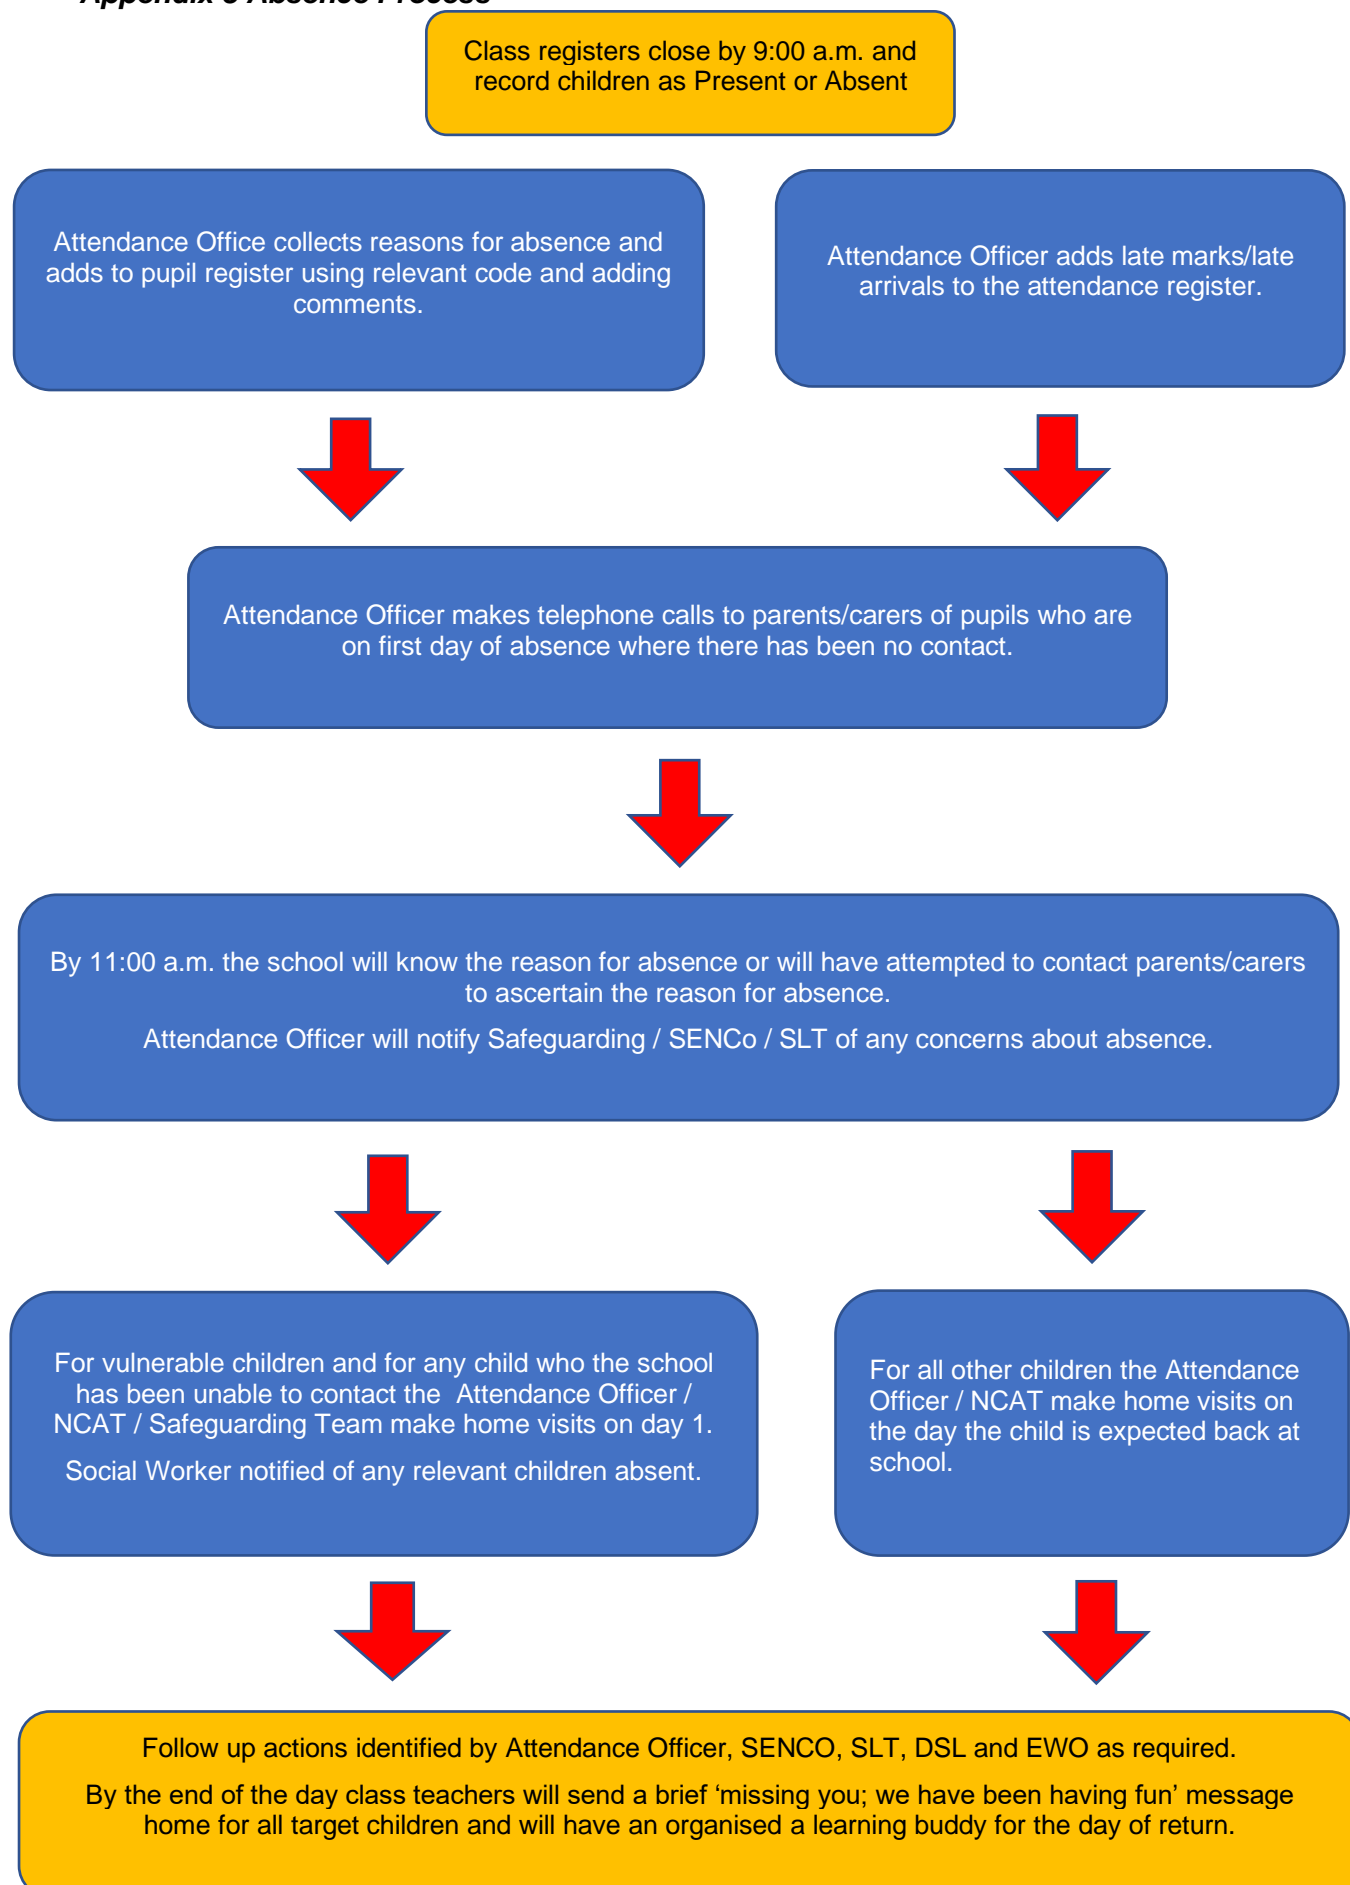 Absence Process
Class registers close by 9:00 a.m. and
record children as Present or Absent
Attendance Office collects reasons for absence and
adds to pupil register using relevant code and adding
comments.
Attendance Officer adds late marks/late
arrivals to the attendance register.
Attendance Officer makes telephone calls to parents/carers of pupils who are
on first day of absence where there has been no contact.
By 11:00 a.m. the school will know the reason for absence or will have attempted to contact parents/carers
to ascertain the reason for absence.
Attendance Officer will notify Safeguarding / SENCo / SLT of any concerns about absence.
For vulnerable children and for any child who the school
has been unable to contact the  Attendance Officer /
NCAT / Safeguarding Team make home visits on day 1.
Social Worker notified of any relevant children absent.
For all other children the Attendance
Officer / NCAT make home visits on
the day the child is expected back at
school.
Follow up actions identified by Attendance Officer, SENCO, SLT, DSL and EWO as required.
By the end of the day class teachers will send a brief ‘missing you; we have been having fun’ message
home for all target children and will have an organised a learning buddy for the day of return.